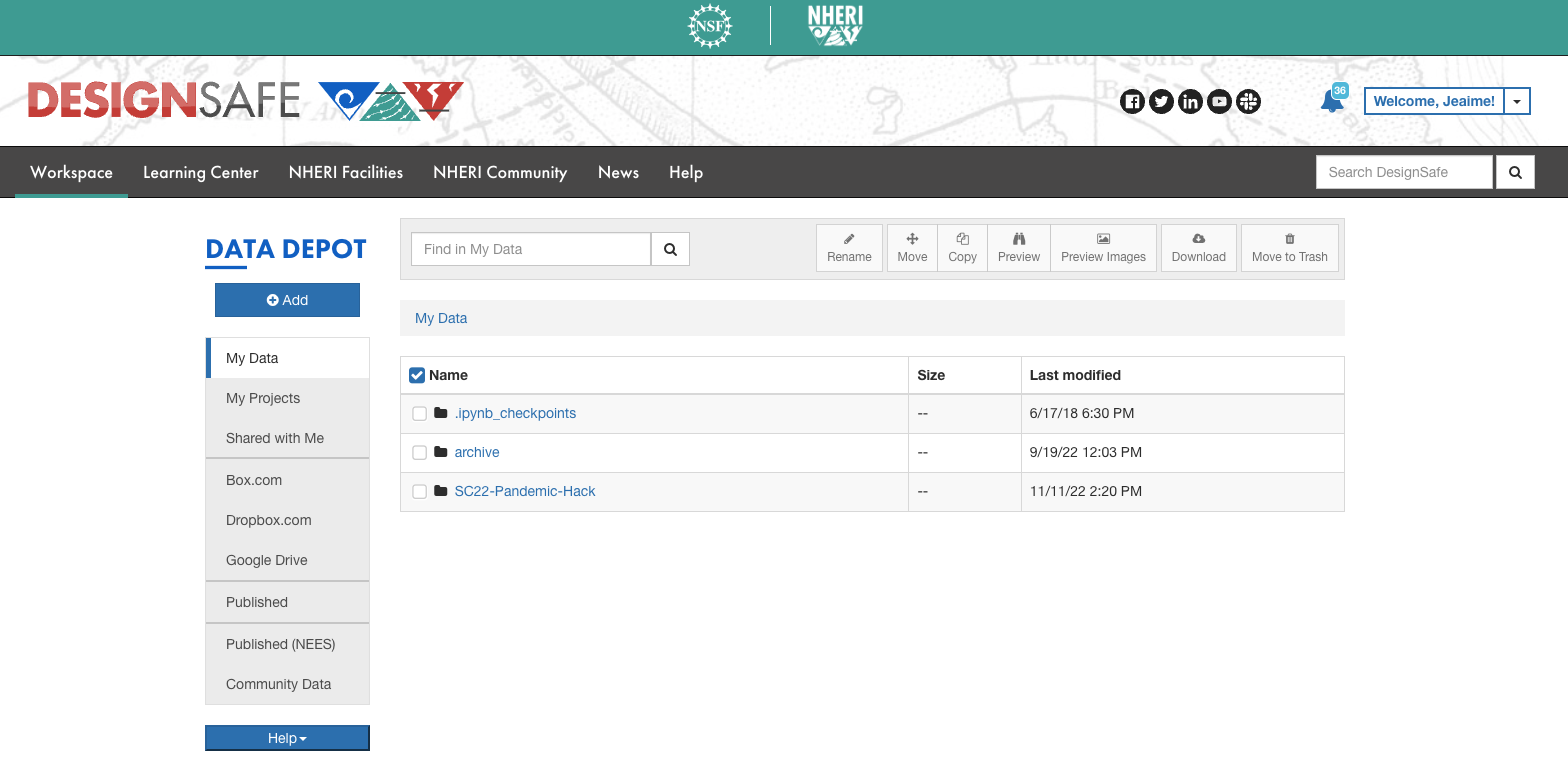 NSF NHERI
DESIGNSAFE
36
Welcome, Jeaime!
Workspace Learning Center NHERI Facilities NHERI Community News Help Search DesignSafe
DATA DEPOT
Find in My Data
Rename Move Copy Preview Preview Images Download Move to Trash
Add
My Data
My Data
My Projects
Shared with Me
Box.com
Dropbox.com
Google Drive
Published
Published (NEES)
Community Data
Help
Name Size Last modified
.ipynb_checkpoints -- 6/17/18 6:30 PM
archive -- 9/19/22 12:03 PM
SC22-Pandemic-Hack -- 11/11/22 2:20 PM